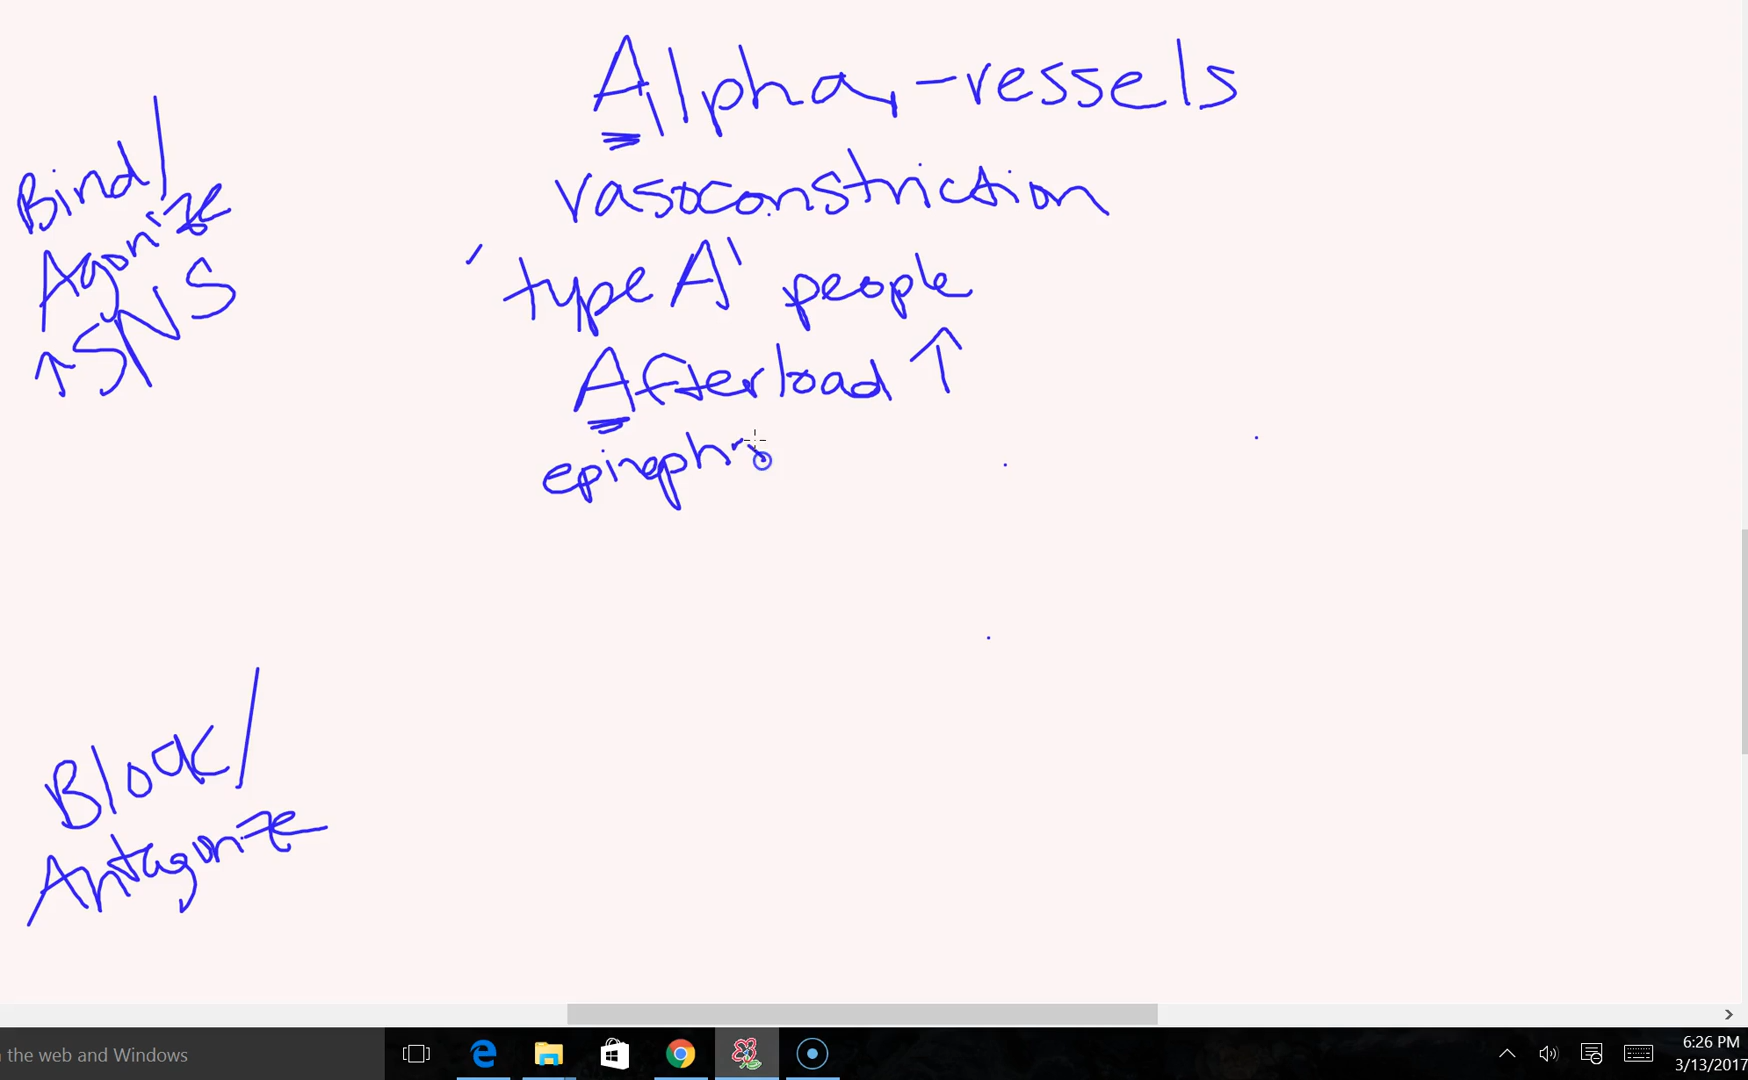 Alpha, - vessels
vasoconstriction
'type A' people
Afterload ↑
epineph
Bind/
Agonize
↑ SNS
Block/
Antagonize
the web and Windows
6:26 PM
3/13/2017